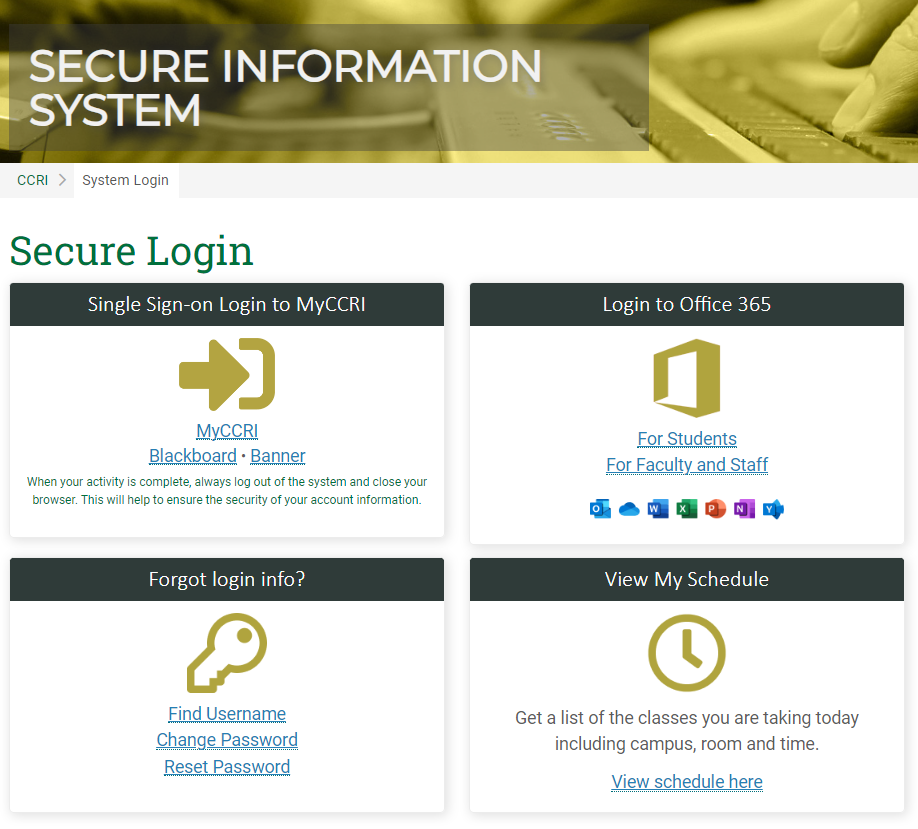 SECURE INFORMATION
SYSTEM
CCRI
System Login
Secure Login
Single Sign-on Login to MyCCRI
MyCCRI
Blackboard • Banner
When your activity is complete, always log out of the system and close your
browser. This will help to ensure the security of your account information.
Login to Office 365
For Students
For Faculty and Staff
O W X P N Y
Forgot login info?
Find Username
Change Password
Reset Password
View My Schedule
Get a list of the classes you are taking today
including campus, room and time.
View schedule here